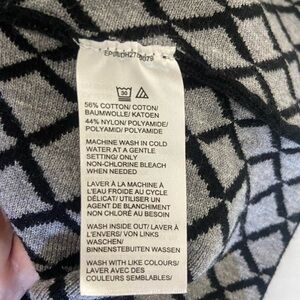 30
56% COTTON/ COTON/
BAUMWOLLE/ KATOEN
44% NYLON/ POLYAMIDE/
POLYAMID/ POLYAMIDE
MACHINE WASH IN COLD
WATER AT A GENTLE
SETTING/ ONLY
NON-CHLORINE BLEACH
WHEN NEEDED
LAVER À LA MACHINE À
L'EAU FROIDE AU CYCLE
DÉLICAT/ UTILISER UN
AGENT DE BLANCHIMENT
NON CHLORÉ AU BESOIN
WASH INSIDE OUT/ LAVER
À L'ENVERS/ VON LINKS
WASCHEN/
BINNENSTEBUITEN WASSEN
WASH WITH LIKE COLOURS/
LAVER AVEC DES
COULEURS SEMBLABLES/